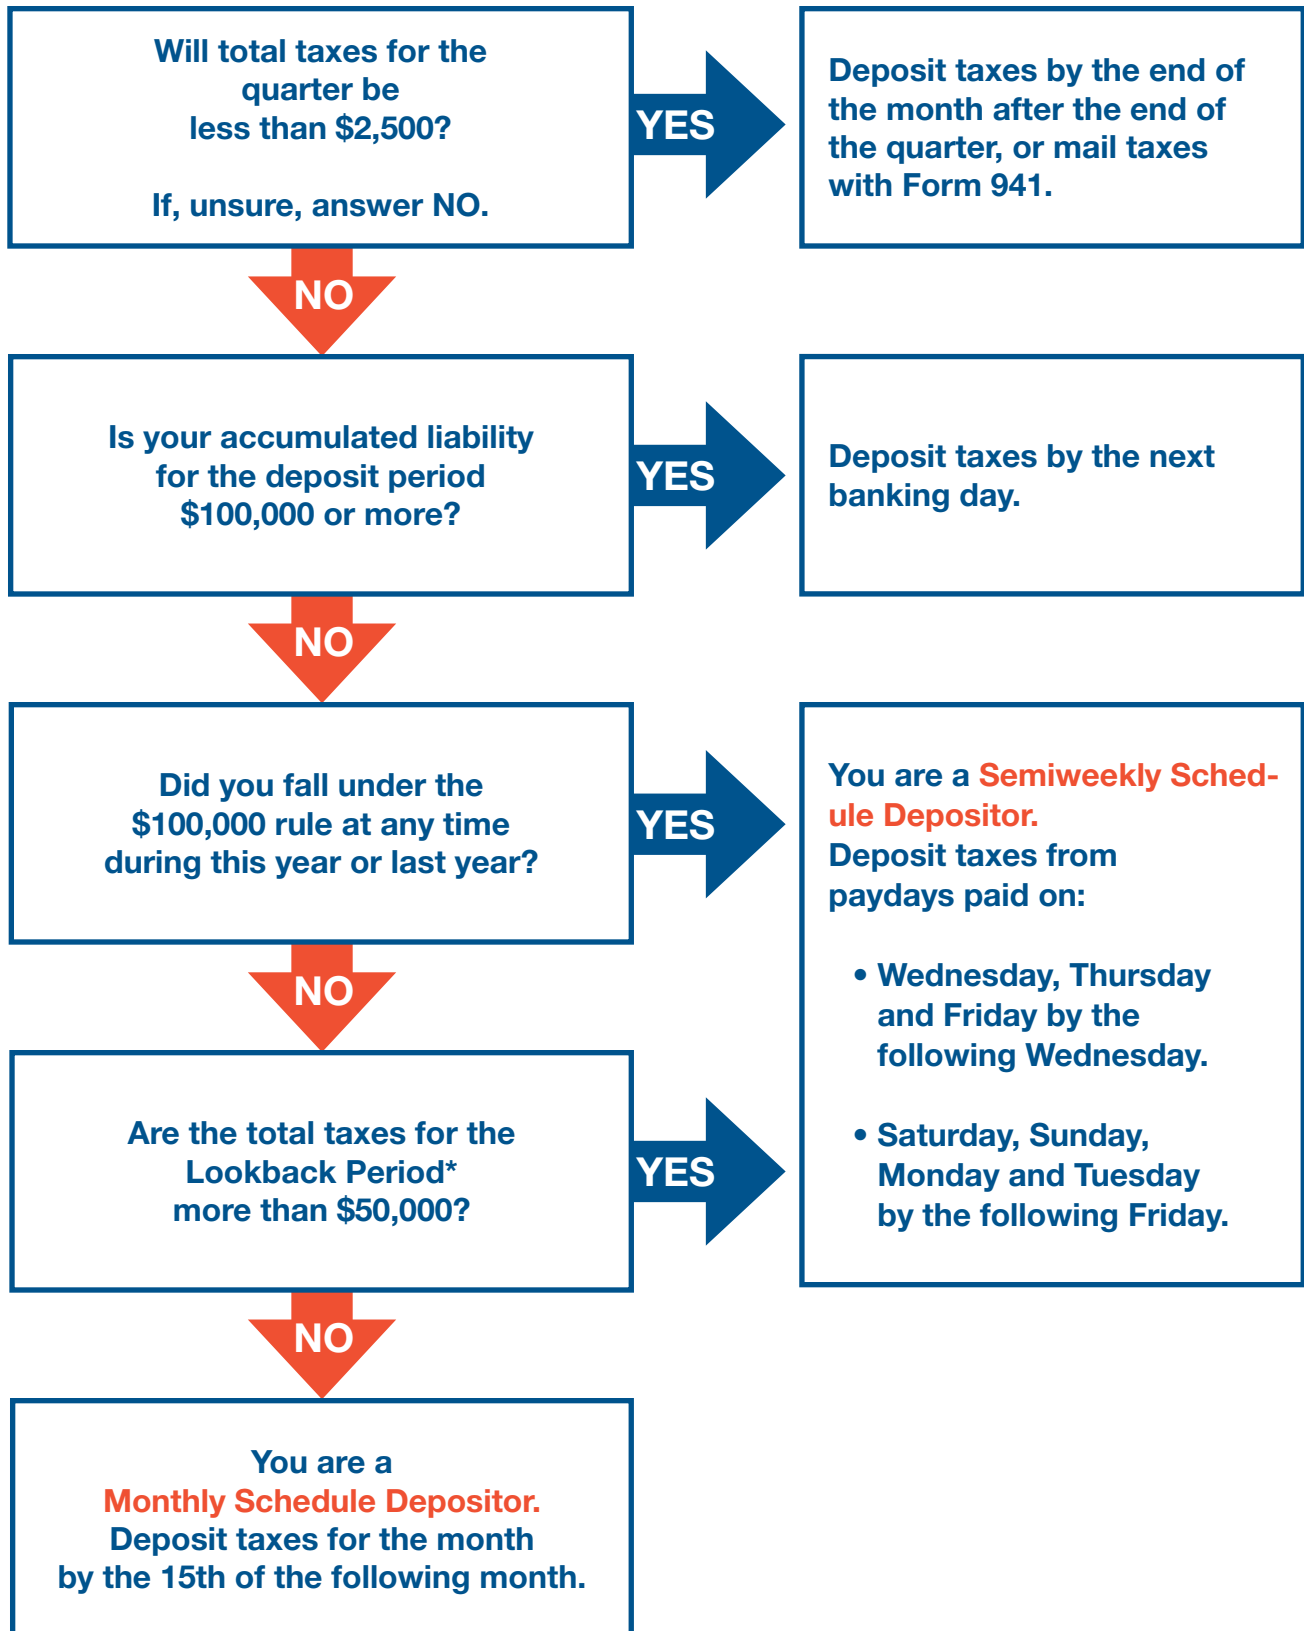 Will total taxes for the
quarter be
less than $2,500?
If, unsure, answer NO.
YES
Deposit taxes by the end of
the month after the end of
the quarter, or mail taxes
with Form 941.
NO
Is your accumulated liability
for the deposit period
$100,000 or more?
YES
Deposit taxes by the next
banking day.
NO
Did you fall under the
$100,000 rule at any time
during this year or last year?
YES
You are a Semiweekly Sched-
ule Depositor.
Deposit taxes from
paydays paid on:
• Wednesday, Thursday
and Friday by the
following Wednesday.
• Saturday, Sunday,
Monday and Tuesday
by the following Friday.
NO
Are the total taxes for the
Lookback Period*
more than $50,000?
YES
NO
You are a
Monthly Schedule Depositor.
Deposit taxes for the month
by the 15th of the following month.